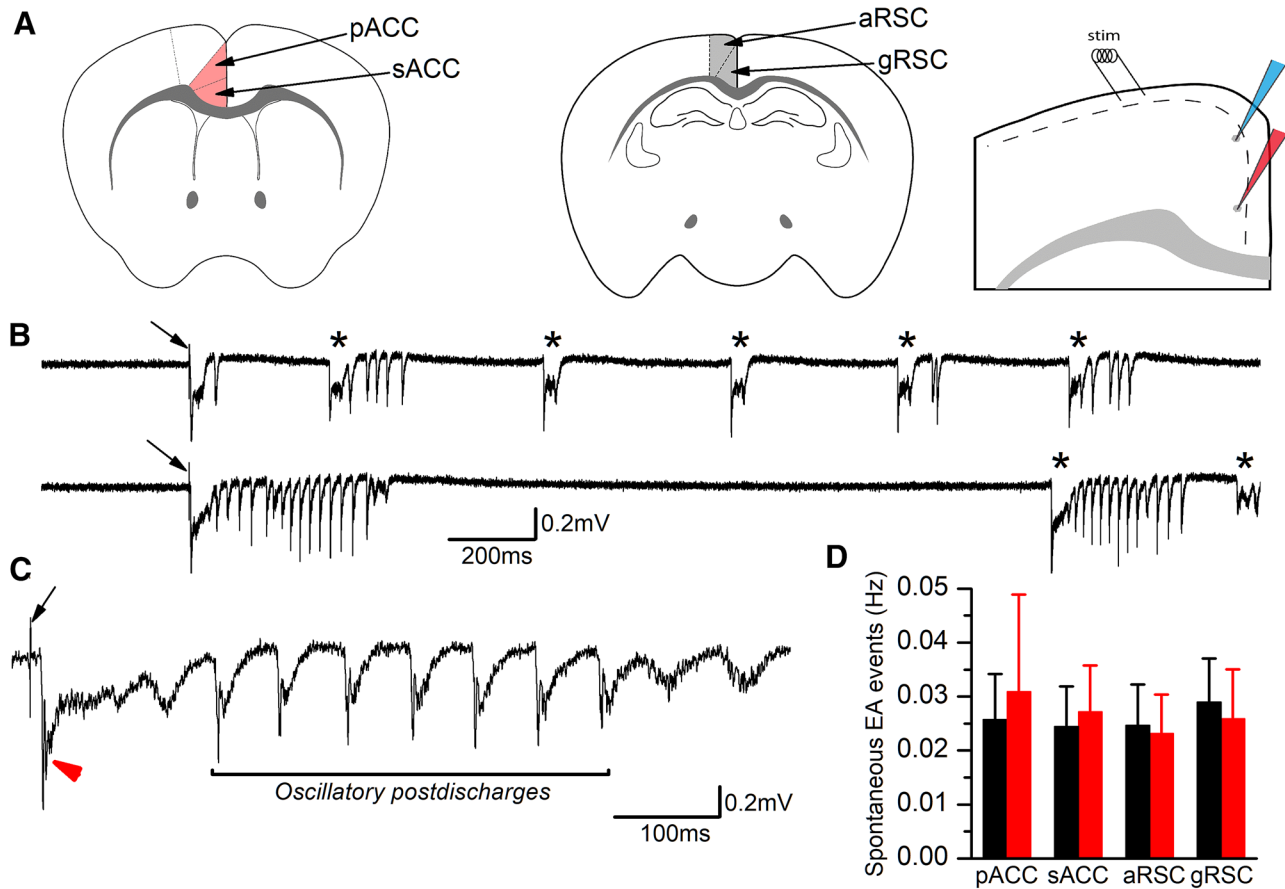 A
pACC
sACC
aRSC
gRSC
stim
B
* * * * *
* *
0.2mV
200ms
C
Oscillatory postdischarges
0.2mV
100ms
D
Spontaneous EA events (Hz)
0.05
0.04
0.03
0.02
0.01
0.00
pACC sACC aRSC gRSC